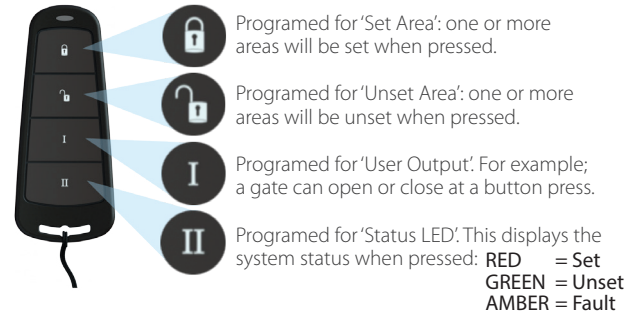 Programed for 'Set Area': one or more
areas will be set when pressed.
Programed for 'Unset Area': one or more
areas will be unset when pressed.
I
I
Programed for 'User Output'. For example;
a gate can open or close at a button press.
II
II
Programed for 'Status LED'. This displays the
system status when pressed: RED = Set
GREEN = Unset
AMBER = Fault